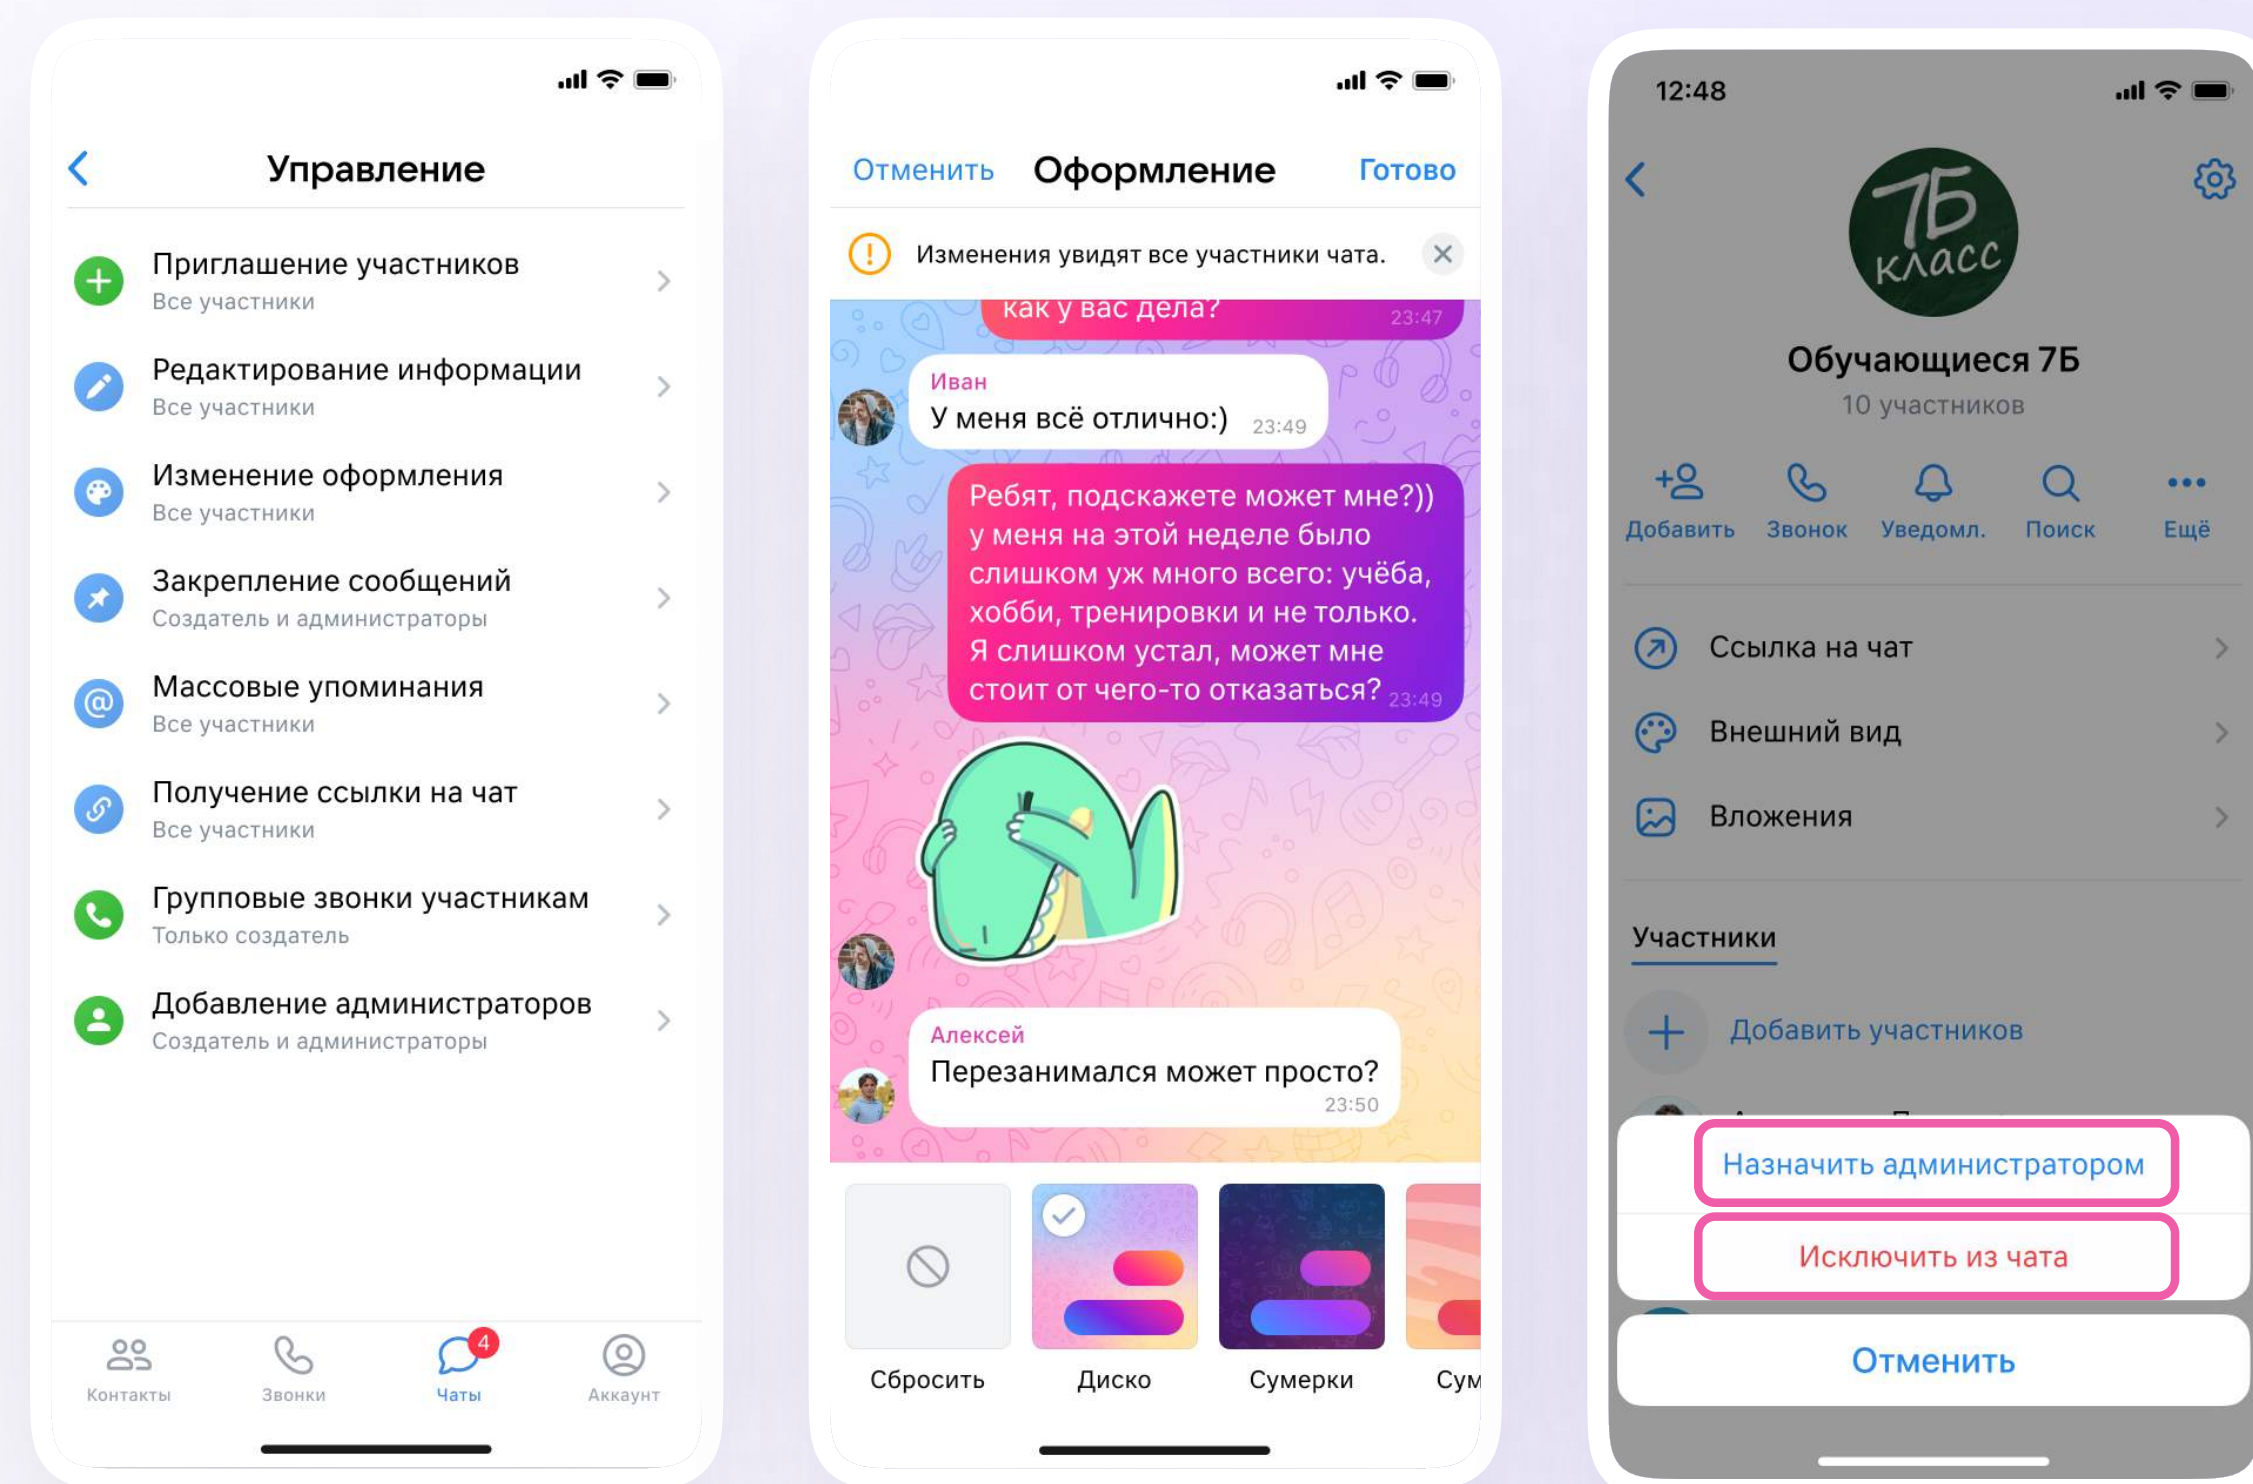 Управление
Приглашение участников
Все участники
Редактирование информации
Все участники
Изменение оформления
Все участники
Закрепление сообщений
Создатель и администраторы
Массовые упоминания
Все участники
Получение ссылки на чат
Все участники
Групповые звонки участникам
Только создатель
Добавление администраторов
Создатель и администраторы
4
Контакты Звонки Чаты Аккаунт
Отменить Оформление Готово
Изменения увидят все участники чата.
как у вас дела? 23:47
Иван
У меня всё отлично:) 23:49
Ребят, подскажете может мне?))
у меня на этой неделе было
слишком уж много всего: учёба,
хобби, тренировки и не только.
Я слишком устал, может мне
стоит от чего-то отказаться? 23:49
Алексей
Перезанимался может просто?
23:50
Сбросить Диско Сумерки Сум
12:48
7Б
класс
Обучающиеся 7Б
10 участников
Добавить Звонок Уведомл. Поиск Ещё
Ссылка на чат
Внешний вид
Вложения
Участники
Добавить участников
Назначить администратором
Исключить из чата
Отменить